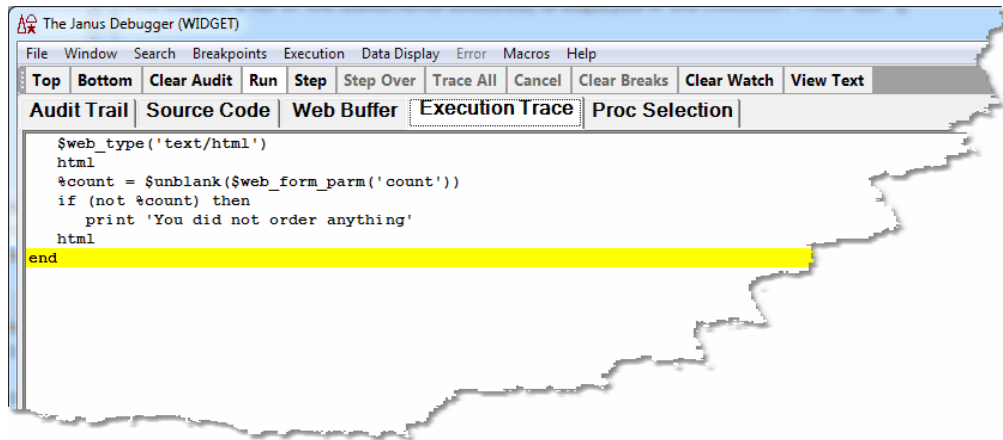 The Janus Debugger (WIDGET)
File Window Search Breakpoints Execution Data Display Error Macros Help
Top Bottom Clear Audit Run Step Step Over Trace All Cancel Clear Breaks Clear Watch View Text
Audit Trail Source Code Web Buffer Execution Trace Proc Selection
$web_type('text/html')
html
%count = $unblank($web_form_parm('count'))
if (not %count) then
print 'You did not order anything'
html
end